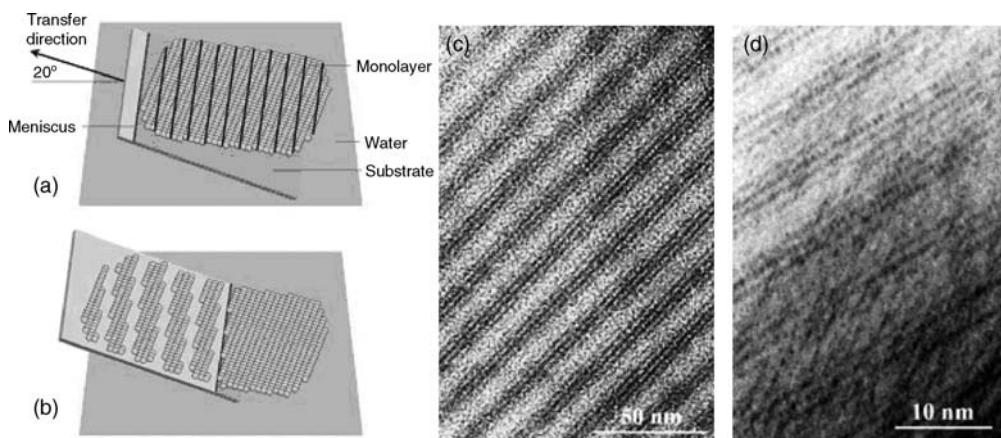 Transfer
direction
20°
Meniscus
Monolayer
Water
Substrate
(a)
(b)
(c)
50 nm
(d)
10 nm